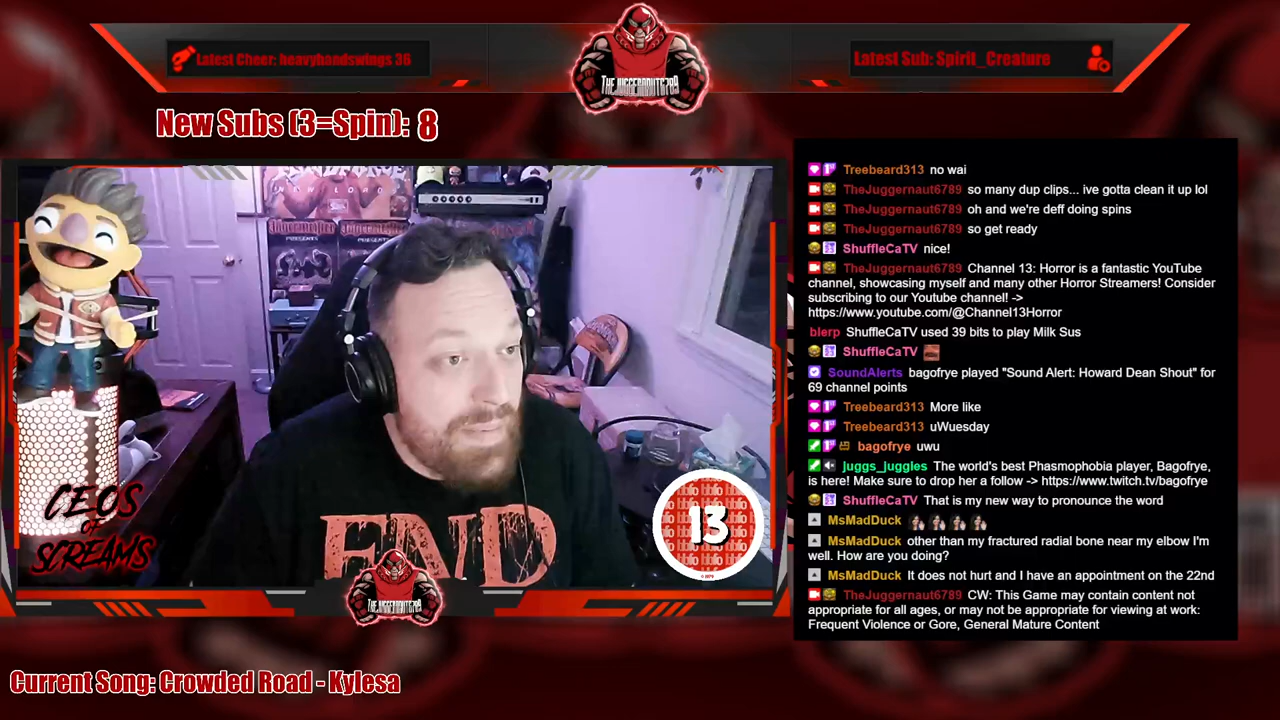 Latest Cheer: heavyhandswings 36
THEJUGGERNAUT6789
Latest Sub: Spirit_Creature
New Subs (3=Spin): 8
Jägermeister
Jägermeister
PRESENTS
PRESENTS
END
CEOS
OF
SCREAMS
13
THEJUGGERNAUT6789
Treebeard313 no wai
TheJuggernaut6789 so many dup clips... ive gotta clean it up lol
TheJuggernaut6789 oh and we're deff doing spins
TheJuggernaut6789 so get ready
ShuffleCaTV nice!
TheJuggernaut6789 Channel 13: Horror is a fantastic YouTube
channel, showcasing myself and many other Horror Streamers! Consider
subscribing to our Youtube channel! ->
https://www.youtube.com/@Channel13Horror
blerp ShuffleCaTV used 39 bits to play Milk Sus
ShuffleCaTV
SoundAlerts bagofrye played "Sound Alert: Howard Dean Shout" for
69 channel points
Treebeard313 More like
Treebeard313 uWuesday
bagofrye uwu
juggs_juggles The world's best Phasmophobia player, Bagofrye,
is here! Make sure to drop her a follow -> https://www.twitch.tv/bagofrye
ShuffleCaTV That is my new way to pronounce the word
MsMadDuck
MsMadDuck other than my fractured radial bone near my elbow I'm
well. How are you doing?
MsMadDuck It does not hurt and I have an appointment on the 22nd
TheJuggernaut6789 CW: This Game may contain content not
appropriate for all ages, or may not be appropriate for viewing at work:
Frequent Violence or Gore, General Mature Content
Current Song: Crowded Road - Kylesa